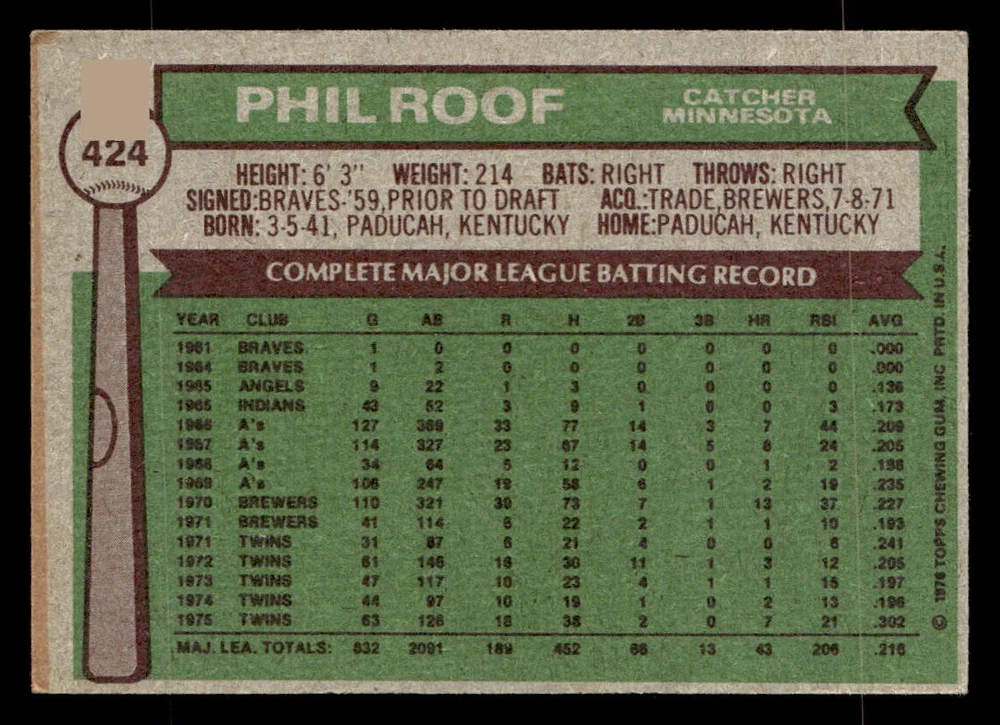 PHIL ROOF
CATCHER
MINNESOTA
424
HEIGHT: 6' 3" WEIGHT: 214 BATS: RIGHT THROWS: RIGHT
SIGNED:BRAVES-'59,PRIOR TO DRAFT ACQ.:TRADE,BREWERS,7-8-71
BORN: 3-5-41, PADUCAH, KENTUCKY HOME:PADUCAH, KENTUCKY
COMPLETE MAJOR LEAGUE BATTING RECORD
YEAR CLUB G AB R H 2B 3B HR RBI AVG
1961 BRAVES 1 0 0 0 0 0 0 0 .000
1964 BRAVES 1 2 0 0 0 0 0 0 .000
1965 ANGELS 9 22 1 3 0 0 0 0 .136
1965 INDIANS 43 52 3 9 1 0 0 3 .173
1966 A's 127 369 33 77 14 3 7 44 .209
1967 A's 114 327 23 67 14 5 6 24 .205
1968 A's 34 64 5 12 0 0 1 2 .188
1969 A's 106 247 19 58 6 1 2 19 .235
1970 BREWERS 110 321 39 73 7 1 13 37 .227
1971 BREWERS 41 114 6 22 2 1 1 10 .193
1971 TWINS 31 87 6 21 4 0 0 6 .241
1972 TWINS 61 146 16 30 11 1 3 12 .205
1973 TWINS 47 117 10 23 4 1 1 15 .197
1974 TWINS 44 97 10 19 1 0 2 13 .196
1975 TWINS 63 126 18 38 2 0 7 21 .302
MAJ. LEA. TOTALS: 832 2091 189 452 66 13 43 206 .216
© 1976 TOPPS CHEWING GUM, INC PRTD. IN U.S.A.